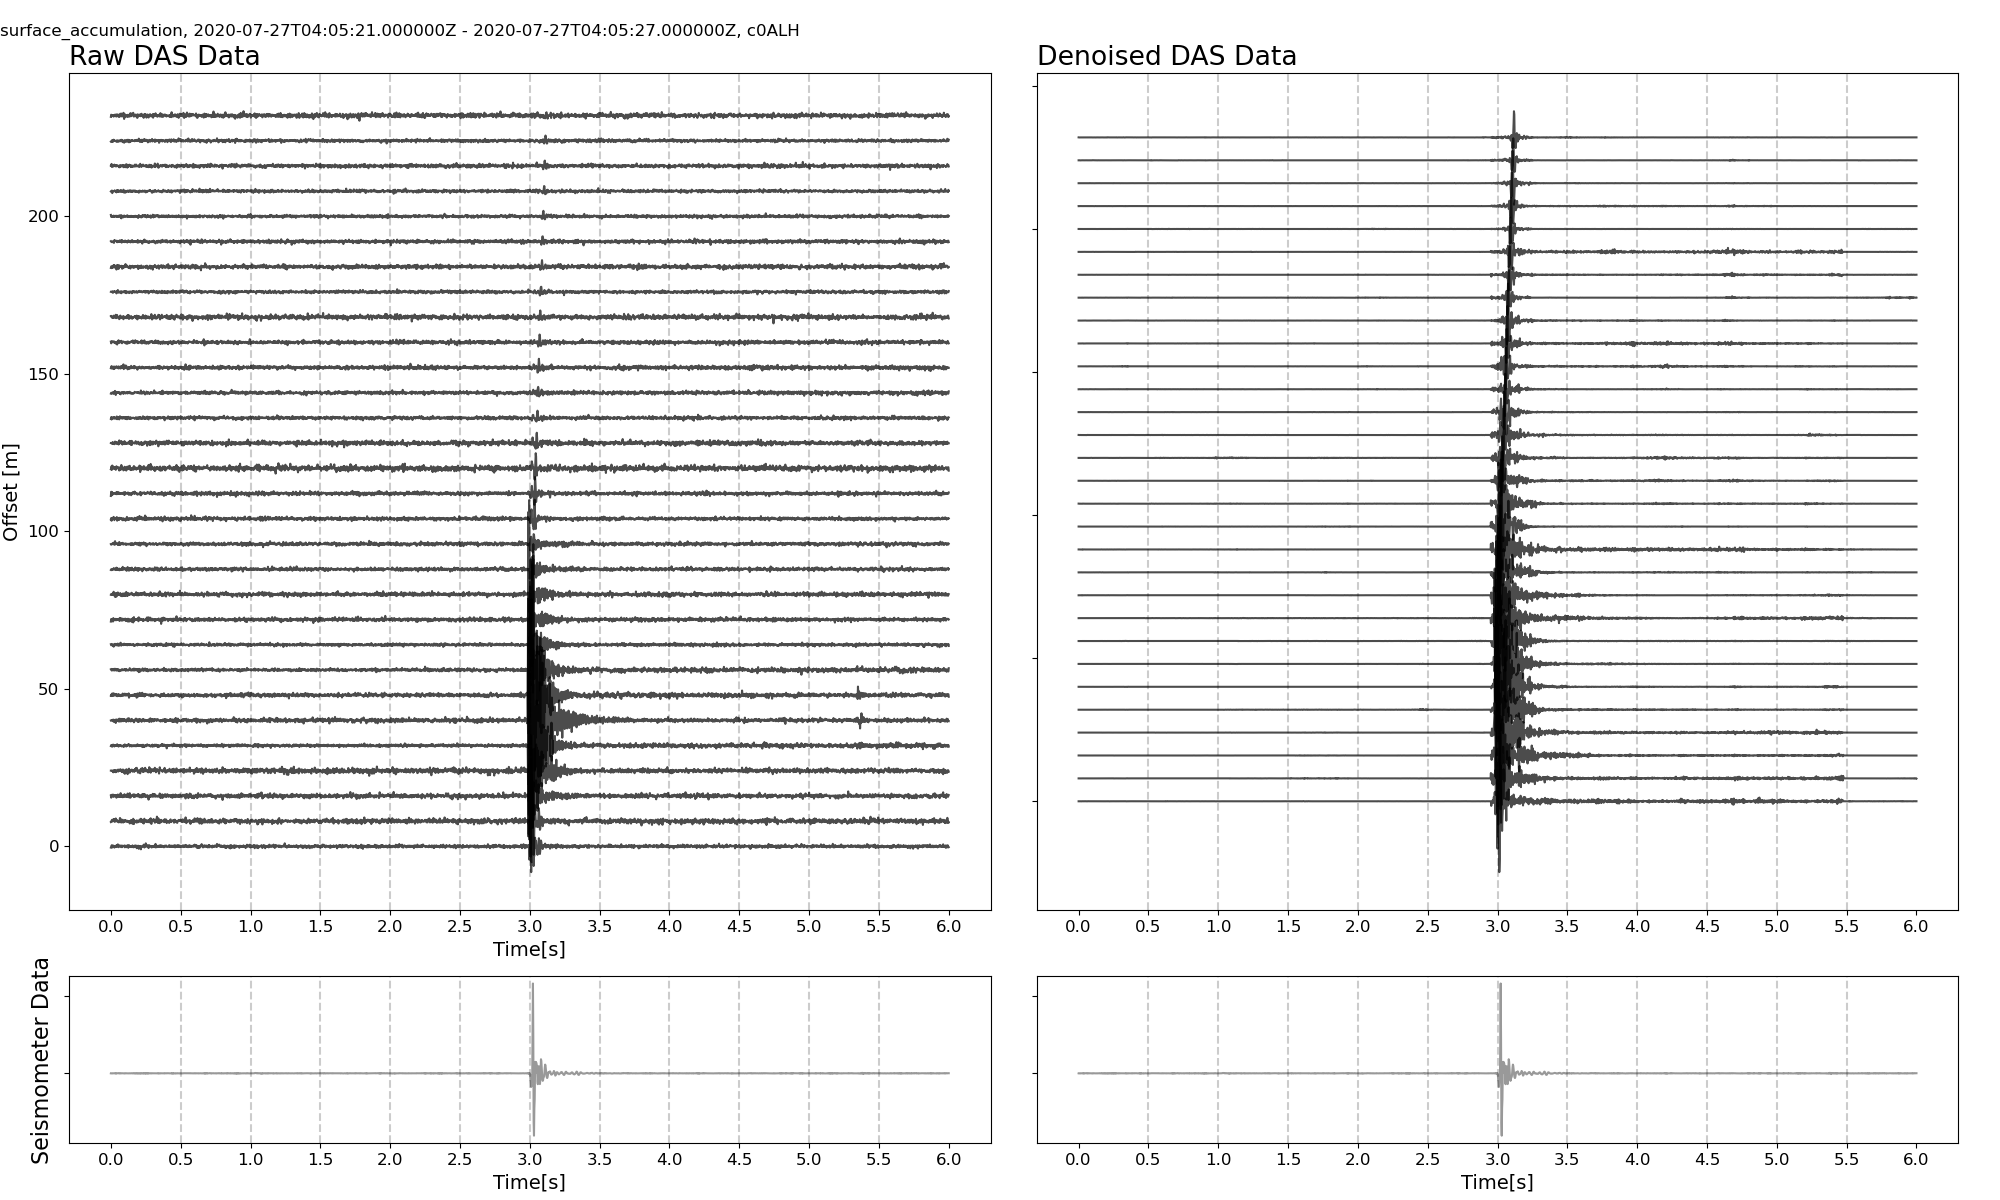 surface_accumulation, 2020-07-27T04:05:21.000000Z - 2020-07-27T04:05:27.000000Z, c0ALH
Raw DAS Data
Denoised DAS Data
Offset [m]
200
150
100
50
0
0.0 0.5 1.0 1.5 2.0 2.5 3.0 3.5 4.0 4.5 5.0 5.5 6.0
Time[s]
0.0 0.5 1.0 1.5 2.0 2.5 3.0 3.5 4.0 4.5 5.0 5.5 6.0
Seismometer Data
0.0 0.5 1.0 1.5 2.0 2.5 3.0 3.5 4.0 4.5 5.0 5.5 6.0
Time[s]
0.0 0.5 1.0 1.5 2.0 2.5 3.0 3.5 4.0 4.5 5.0 5.5 6.0
Time[s]